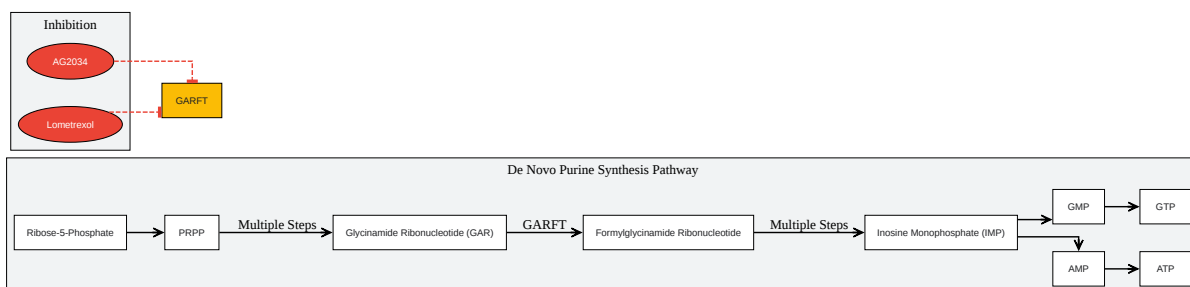 Inhibition
AG2034
GARFT
Lometrexol
De Novo Purine Synthesis Pathway
Ribose-5-Phosphate
PRPP
Multiple Steps
Glycinamide Ribonucleotide (GAR)
GARFT
Formylglycinamide Ribonucleotide
Multiple Steps
Inosine Monophosphate (IMP)
GMP
GTP
AMP
ATP